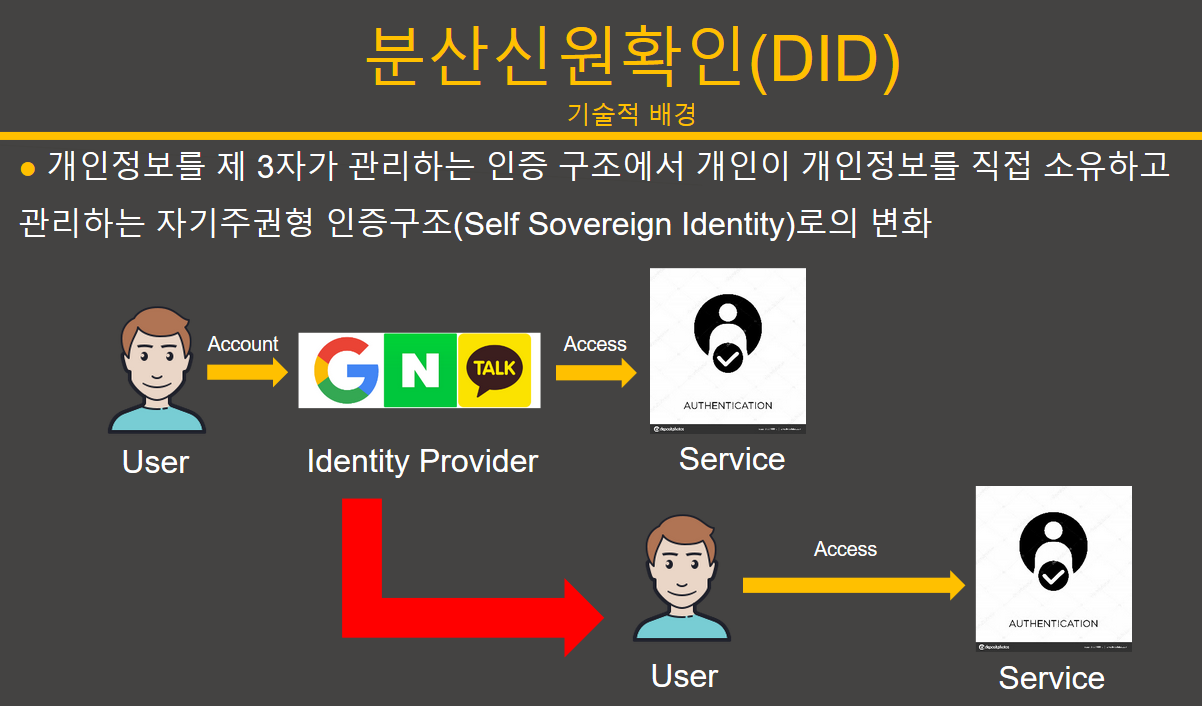 분산신원확인(DID)
기술적 배경
● 개인정보를 제 3자가 관리하는 인증 구조에서 개인이 개인정보를 직접 소유하고
관리하는 자기주권형 인증구조(Self Sovereign Identity)로의 변화
Account
Access
G N TALK
AUTHENTICATION
depositphotos
User
Identity Provider
Service
Access
AUTHENTICATION
depositphotos
User
Service